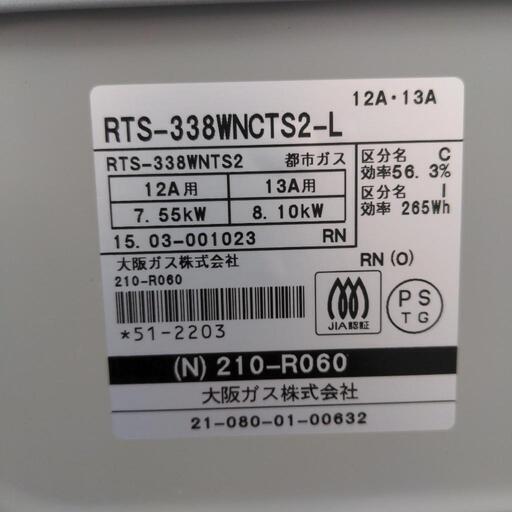 12A・13A
RTS-338WNCTS2-L
RTS-338WNTS2 都市ガス
12A用 13A用
7.55kW 8.10kW
区分名 C
効率56.3%
区分名 I
効率 265Wh
15.03-001023 RN
大阪ガス株式会社 RN(O)
210-R060
JIA認証
PS
TG
*51-2203
(N) 210-R060
大阪ガス株式会社
21-080-01-00632